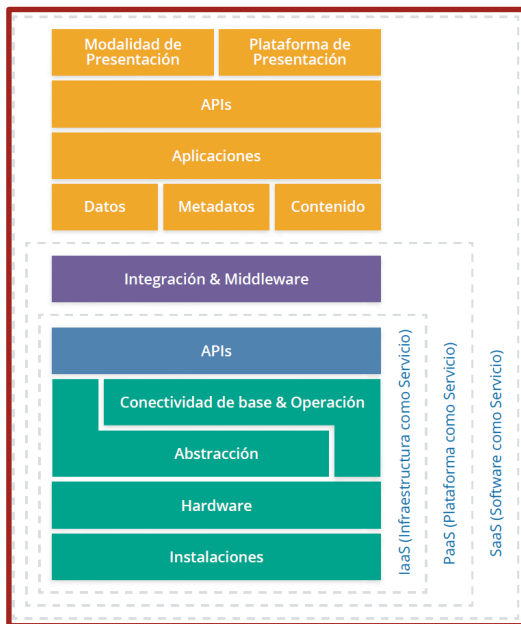 Modalidad de
Presentación
Plataforma de
Presentación
APIs
Aplicaciones
Datos
Metadatos
Contenido
Integración & Middleware
APIs
Conectividad de base & Operación
Abstracción
Hardware
Instalaciones
IaaS (Infraestructura como Servicio)
PaaS (Plataforma como Servicio)
SaaS (Software como Servicio)